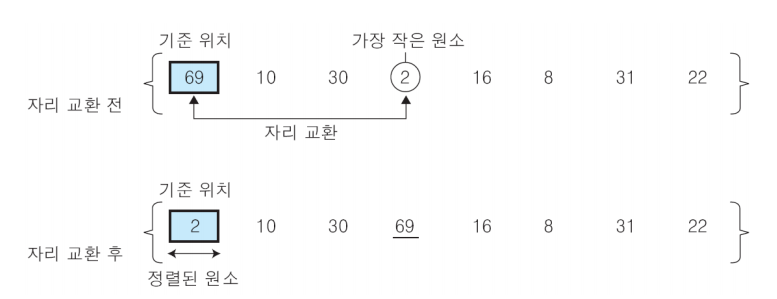 기준 위치 가장 작은 원소
자리 교환 전 { 69 10 30 2 16 8 31 22 }
자리 교환
기준 위치
자리 교환 후 { 2 10 30 69 16 8 31 22 }
정렬된 원소